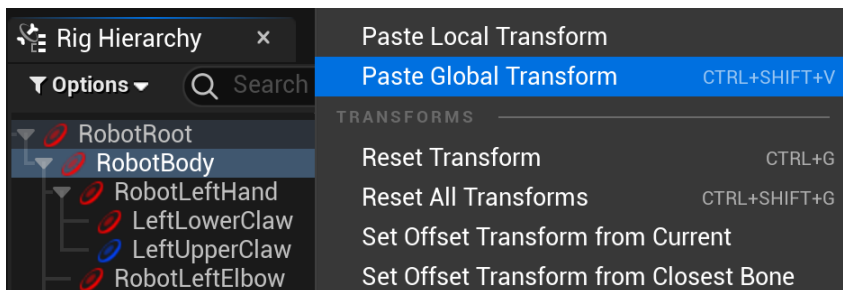 Rig Hierarchy ×
Options
Search
RobotRoot
RobotBody
RobotLeftHand
LeftLowerClaw
LeftUpperClaw
RobotLeftElbow
Paste Local Transform
Paste Global Transform CTRL+SHIFT+V
TRANSFORMS
Reset Transform CTRL+G
Reset All Transforms CTRL+SHIFT+G
Set Offset Transform from Current
Set Offset Transform from Closest Bone